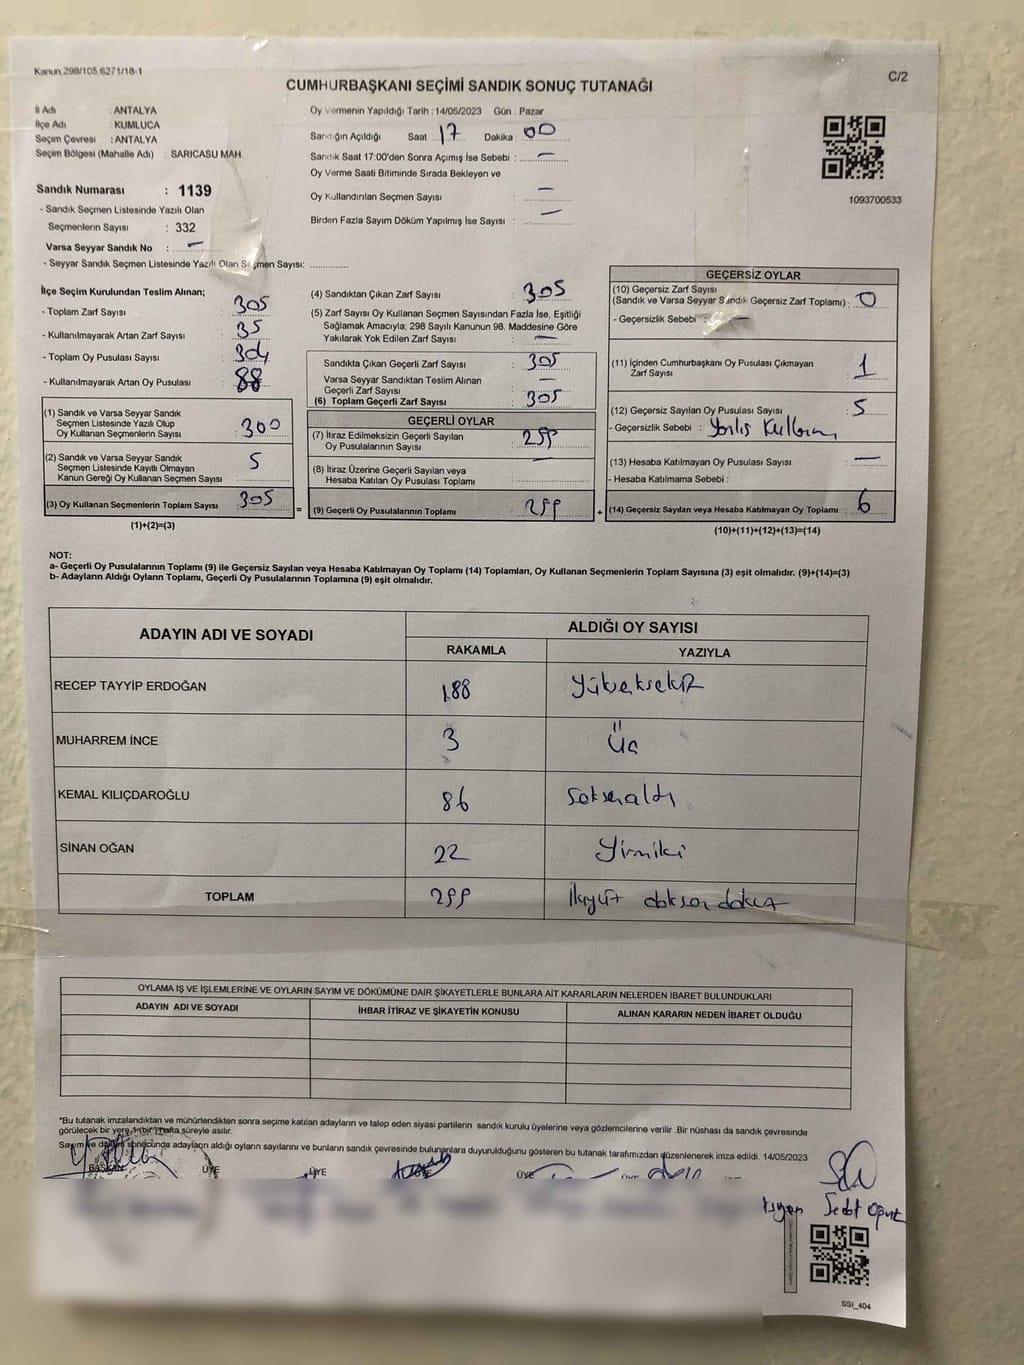 Kanun.298/105,6271/18-1
C/2
CUMHURBAŞKANI SEÇİMİ SANDIK SONUÇ TUTANAĞI
İl Adı : ANTALYA
İlçe Adı : KUMLUCA
Seçim Çevresi : ANTALYA
Seçim Bölgesi (Mahalle Adı) : SARICASU MAH.
Sandık Numarası : 1139
- Sandık Seçmen Listesinde Yazılı Olan
Seçmenlerin Sayısı : 332
Varsa Seyyar Sandık No : -
- Seyyar Sandık Seçmen Listesinde Yazılı Olan Seçmen Sayısı: ..............
Oy Vermenin Yapıldığı Tarih : 14/05/2023 Gün : Pazar
Sandığın Açıldığı Saat : 17 Dakika : 00
Sandık Saat 17:00'den Sonra Açımış İse Sebebi : -
Oy Verme Saati Bitiminde Sırada Bekleyen ve
Oy Kullandırılan Seçmen Sayısı : -
Birden Fazla Sayım Döküm Yapılmış İse Sayısı : -
1093700533
İlçe Seçim Kurulundan Teslim Alınan;
- Toplam Zarf Sayısı : 305
- Kullanılmayarak Artan Zarf Sayısı : 35
- Toplam Oy Pusulası Sayısı : 304
- Kullanılmayarak Artan Oy Pusulası : 88
(1) Sandık ve Varsa Seyyar Sandık
Seçmen Listesinde Yazılı Olup
Oy Kullanan Seçmenlerin Sayısı : 300
(2) Sandık ve Varsa Seyyar Sandık
Seçmen Listesinde Kayıtlı Olmayan
Kanun Gereği Oy Kullanan Seçmen Sayısı : 5
(3) Oy Kullanan Seçmenlerin Toplam Sayısı : 305
(1)+(2)=(3)
(4) Sandıktan Çıkan Zarf Sayısı : 305
(5) Zarf Sayısı Oy Kullanan Seçmen Sayısından Fazla İse, Eşitliği
Sağlamak Amacıyla; 298 Sayılı Kanunun 98. Maddesine Göre
Yakılarak Yok Edilen Zarf Sayısı : -
Sandıkta Çıkan Geçerli Zarf Sayısı : 305
Varsa Seyyar Sandıktan Teslim Alınan
Geçerli Zarf Sayısı : -
(6) Toplam Geçerli Zarf Sayısı : 305
GEÇERLİ OYLAR
(7) İtiraz Edilmeksizin Geçerli Sayılan
Oy Pusulalarının Sayısı : 299
(8) İtiraz Üzerine Geçerli Sayılan veya
Hesaba Katılan Oy Pusulası Toplamı : -
= (9) Geçerli Oy Pusulalarının Toplamı : 299 +
GEÇERSİZ OYLAR
(10) Geçersiz Zarf Sayısı
(Sandık ve Varsa Seyyar Sandık Geçersiz Zarf Toplamı) : 0
- Geçersizlik Sebebi : -
(11) İçinden Cumhurbaşkanı Oy Pusulası Çıkmayan
Zarf Sayısı : 1
(12) Geçersiz Sayılan Oy Pusulası Sayısı : 5
- Geçersizlik Sebebi : Yanlış Kullanım
(13) Hesaba Katılmayan Oy Pusulası Sayısı : -
- Hesaba Katılmama Sebebi :
(14) Geçersiz Sayılan veya Hesaba Katılmayan Oy Toplamı : 6
(10)+(11)+(12)+(13)=(14)
NOT:
a- Geçerli Oy Pusulalarının Toplamı (9) ile Geçersiz Sayılan veya Hesaba Katılmayan Oy Toplamı (14) Toplamları, Oy Kullanan Seçmenlerin Toplam Sayısına (3) eşit olmalıdır. (9)+(14)=(3)
b- Adayların Aldığı Oyların Toplamı, Geçerli Oy Pusulalarının Toplamına (9) eşit olmalıdır.
ADAYIN ADI VE SOYADI ALDIĞI OY SAYISI
RAKAMLA YAZIYLA
RECEP TAYYİP ERDOĞAN 188 Yüzseksekiz
MUHARREM İNCE 3 Üç
KEMAL KILIÇDAROĞLU 86 Seksenaltı
SİNAN OĞAN 22 Yirmiiki
TOPLAM 299 İkiyüz doksan dokuz
OYLAMA İŞ VE İŞLEMLERİNE VE OYLARIN SAYIM VE DÖKÜMÜNE DAİR ŞİKAYETLERLE BUNLARA AİT KARARLARIN NELERDEN İBARET BULUNDUKLARI
ADAYIN ADI VE SOYADI İHBAR İTİRAZ VE ŞİKAYETİN KONUSU ALINAN KARARIN NEDEN İBARET OLDUĞU
*Bu tutanak imzalandıktan ve mühürlendikten sonra seçime katılan adayların ve talep eden siyasi partilerin sandık kurulu üyelerine veya gözlemcilerine verilir .Bir nüshası da sandık çevresinde
görülecek bir yere 1 (bir) hafta süreyle asılır.
Sayım ve döküm sonucunda adayların aldığı oyların sayılarını ve bunların sandık çevresinde bulunanlara duyurulduğunu gösteren bu tutanak tarafımızdan düzenlenerek imza edildi. 14/05/2023
BAŞKAN ÜYE ÜYE ÜYE ÜYE ÜYE
Sedat
SSI_404